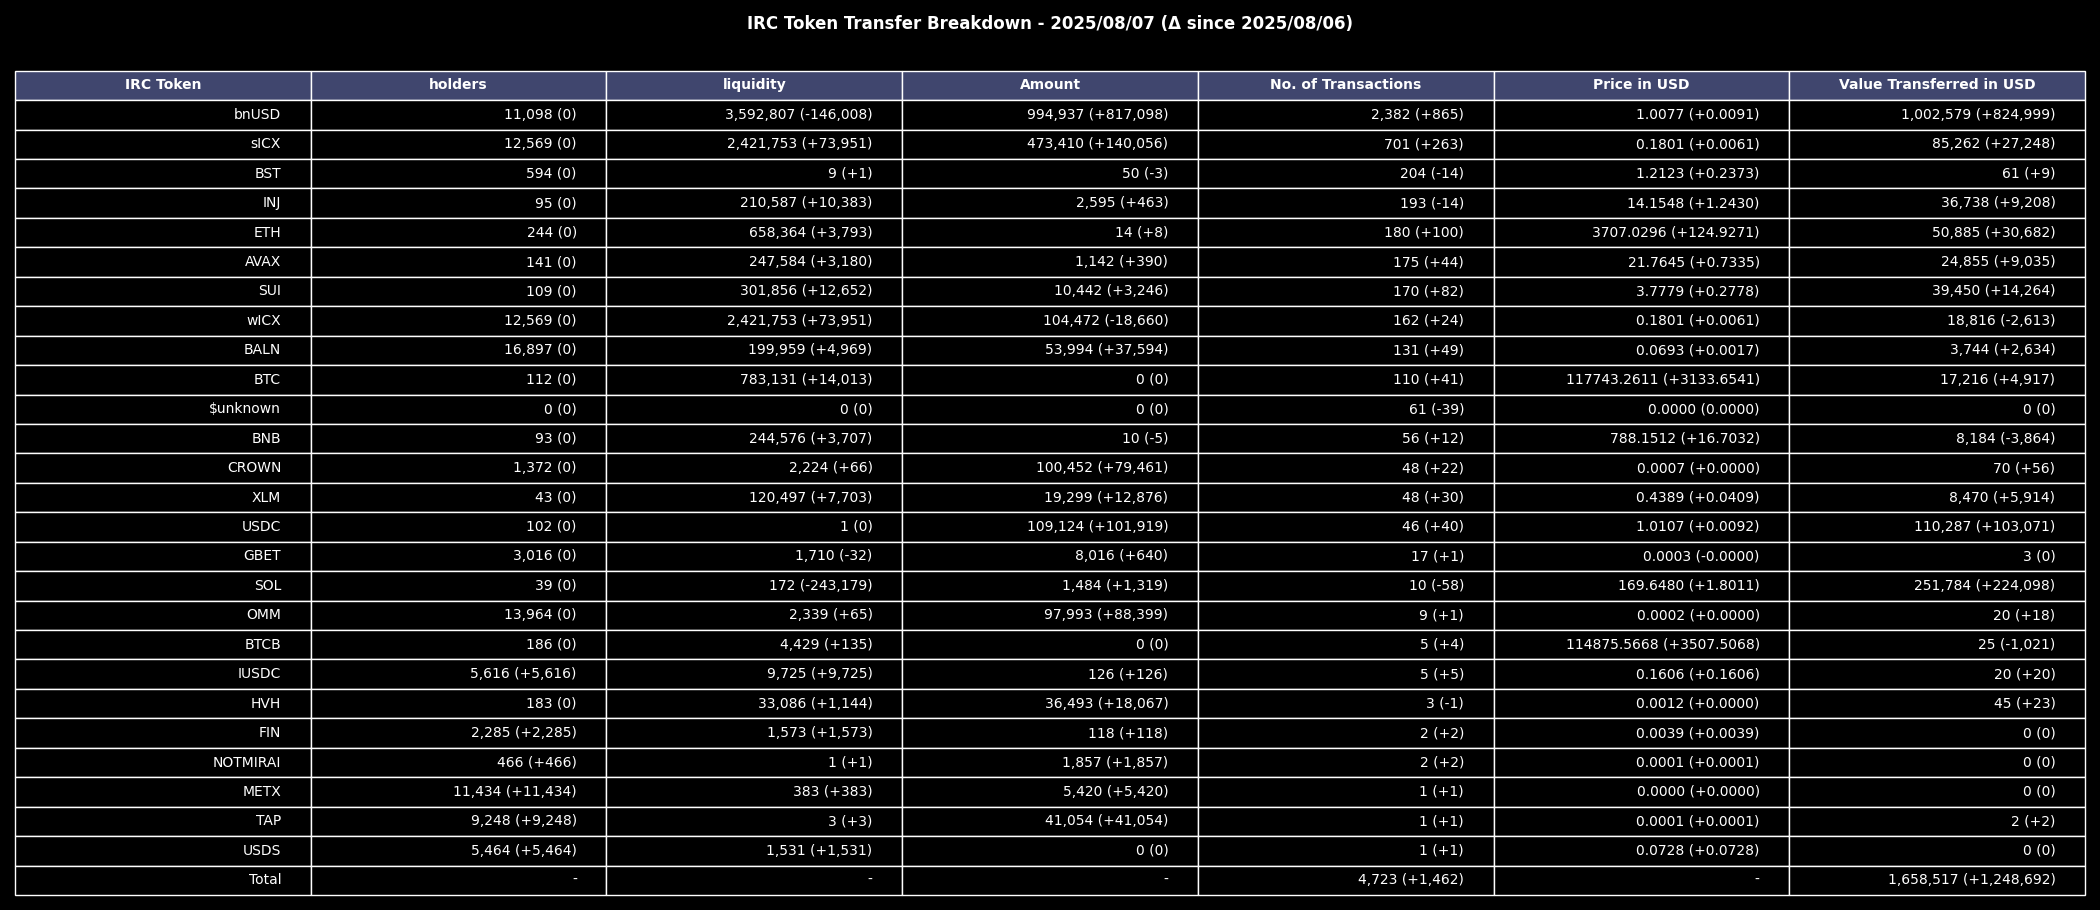 IRC Token Transfer Breakdown - 2025/08/07 (Δ since 2025/08/06)
IRC Token holders liquidity Amount No. of Transactions Price in USD Value Transferred in USD
bnUSD 11,098 (0) 3,592,807 (-146,008) 994,937 (+817,098) 2,382 (+865) 1.0077 (+0.0091) 1,002,579 (+824,999)
sICX 12,569 (0) 2,421,753 (+73,951) 473,410 (+140,056) 701 (+263) 0.1801 (+0.0061) 85,262 (+27,248)
BST 594 (0) 9 (+1) 50 (-3) 204 (-14) 1.2123 (+0.2373) 61 (+9)
INJ 95 (0) 210,587 (+10,383) 2,595 (+463) 193 (-14) 14.1548 (+1.2430) 36,738 (+9,208)
ETH 244 (0) 658,364 (+3,793) 14 (+8) 180 (+100) 3707.0296 (+124.9271) 50,885 (+30,682)
AVAX 141 (0) 247,584 (+3,180) 1,142 (+390) 175 (+44) 21.7645 (+0.7335) 24,855 (+9,035)
SUI 109 (0) 301,856 (+12,652) 10,442 (+3,246) 170 (+82) 3.7779 (+0.2778) 39,450 (+14,264)
wICX 12,569 (0) 2,421,753 (+73,951) 104,472 (-18,660) 162 (+24) 0.1801 (+0.0061) 18,816 (-2,613)
BALN 16,897 (0) 199,959 (+4,969) 53,994 (+37,594) 131 (+49) 0.0693 (+0.0017) 3,744 (+2,634)
BTC 112 (0) 783,131 (+14,013) 0 (0) 110 (+41) 117743.2611 (+3133.6541) 17,216 (+4,917)
$unknown 0 (0) 0 (0) 0 (0) 61 (-39) 0.0000 (0.0000) 0 (0)
BNB 93 (0) 244,576 (+3,707) 10 (-5) 56 (+12) 788.1512 (+16.7032) 8,184 (-3,864)
CROWN 1,372 (0) 2,224 (+66) 100,452 (+79,461) 48 (+22) 0.0007 (+0.0000) 70 (+56)
XLM 43 (0) 120,497 (+7,703) 19,299 (+12,876) 48 (+30) 0.4389 (+0.0409) 8,470 (+5,914)
USDC 102 (0) 1 (0) 109,124 (+101,919) 46 (+40) 1.0107 (+0.0092) 110,287 (+103,071)
GBET 3,016 (0) 1,710 (-32) 8,016 (+640) 17 (+1) 0.0003 (-0.0000) 3 (0)
SOL 39 (0) 172 (-243,179) 1,484 (+1,319) 10 (-58) 169.6480 (+1.8011) 251,784 (+224,098)
OMM 13,964 (0) 2,339 (+65) 97,993 (+88,399) 9 (+1) 0.0002 (+0.0000) 20 (+18)
BTCB 186 (0) 4,429 (+135) 0 (0) 5 (+4) 114875.5668 (+3507.5068) 25 (-1,021)
IUSDC 5,616 (+5,616) 9,725 (+9,725) 126 (+126) 5 (+5) 0.1606 (+0.1606) 20 (+20)
HVH 183 (0) 33,086 (+1,144) 36,493 (+18,067) 3 (-1) 0.0012 (+0.0000) 45 (+23)
FIN 2,285 (+2,285) 1,573 (+1,573) 118 (+118) 2 (+2) 0.0039 (+0.0039) 0 (0)
NOTMIRAI 466 (+466) 1 (+1) 1,857 (+1,857) 2 (+2) 0.0001 (+0.0001) 0 (0)
METX 11,434 (+11,434) 383 (+383) 5,420 (+5,420) 1 (+1) 0.0000 (+0.0000) 0 (0)
TAP 9,248 (+9,248) 3 (+3) 41,054 (+41,054) 1 (+1) 0.0001 (+0.0001) 2 (+2)
USDS 5,464 (+5,464) 1,531 (+1,531) 0 (0) 1 (+1) 0.0728 (+0.0728) 0 (0)
Total - - - 4,723 (+1,462) - 1,658,517 (+1,248,692)